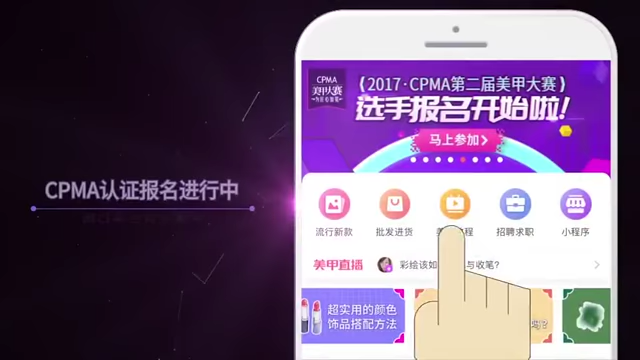 CPMA认证报名进行中
CPMA
美甲大赛
《2017·CPMA第二届美甲大赛》
选手报名开始啦!
马上参加
流行新款
批发进货
招聘求职
小程序
美甲直播
彩绘该如
与收笔?
超实用的颜色
饰品搭配方法
吗?